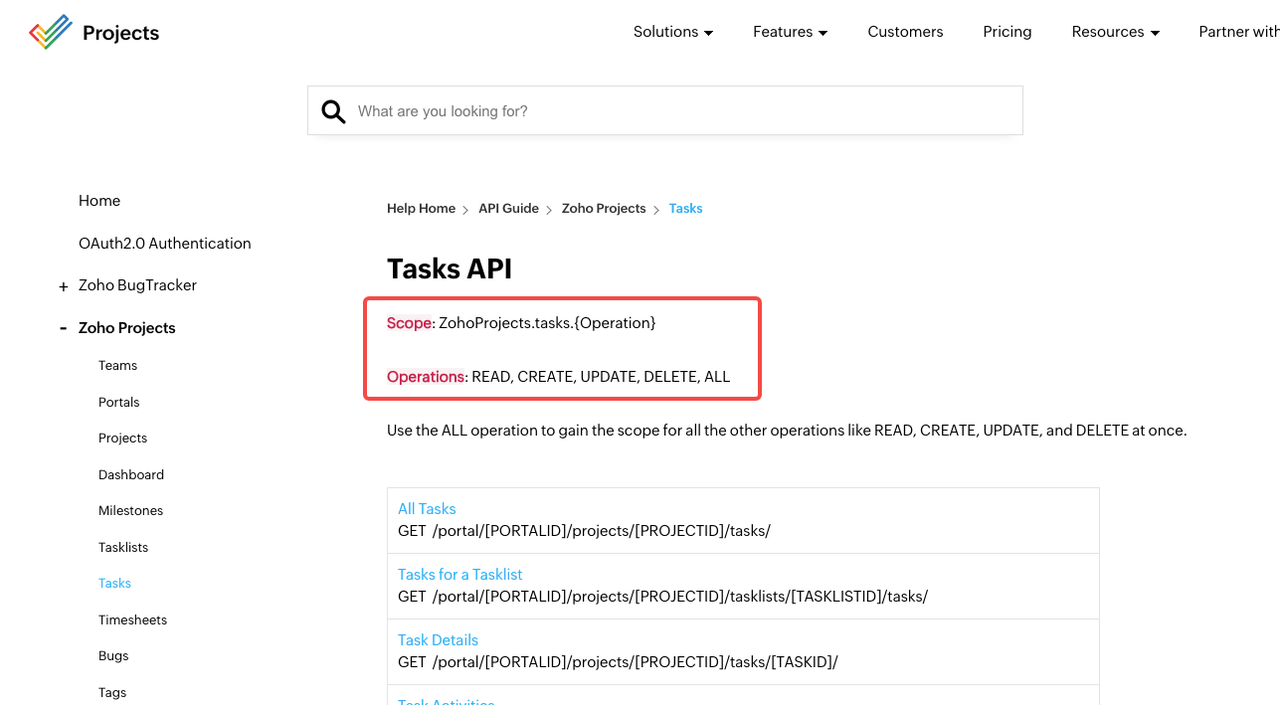 Projects
Solutions
Features
Customers
Pricing
Resources
Partner with
What are you looking for?
Home
OAuth2.0 Authentication
+ Zoho BugTracker
- Zoho Projects
Teams
Portals
Projects
Dashboard
Milestones
Tasklists
Tasks
Timesheets
Bugs
Tags
Help Home > API Guide > Zoho Projects > Tasks
Tasks API
Scope: ZohoProjects.tasks.{Operation}
Operations: READ, CREATE, UPDATE, DELETE, ALL
Use the ALL operation to gain the scope for all the other operations like READ, CREATE, UPDATE, and DELETE at once.
All Tasks
GET /portal/[PORTALID]/projects/[PROJECTID]/tasks/
Tasks for a Tasklist
GET /portal/[PORTALID]/projects/[PROJECTID]/tasklists/[TASKLISTID]/tasks/
Task Details
GET /portal/[PORTALID]/projects/[PROJECTID]/tasks/[TASKID]/
Task Activities